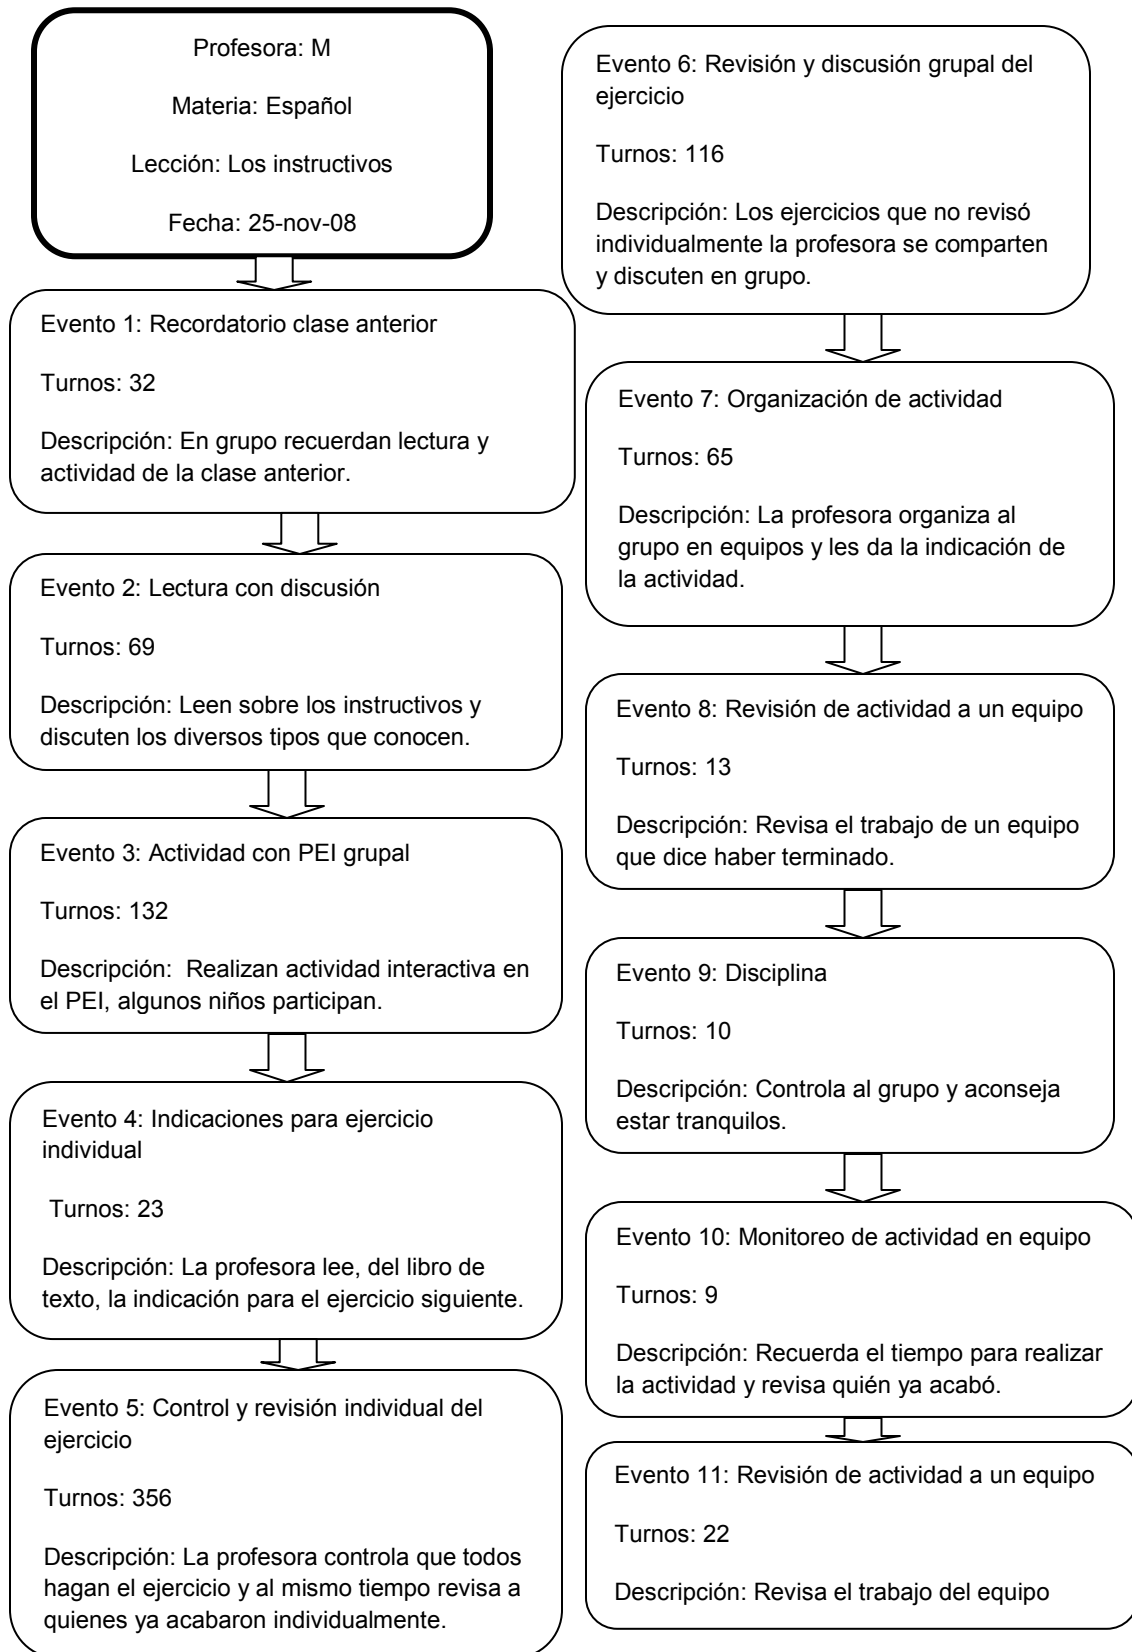 Profesora: M
Materia: Español
Lección: Los instructivos
Fecha: 25-nov-08
Evento 1: Recordatorio clase anterior
Turnos: 32
Descripción: En grupo recuerdan lectura y
actividad de la clase anterior.
Evento 2: Lectura con discusión
Turnos: 69
Descripción: Leen sobre los instructivos y
discuten los diversos tipos que conocen.
Evento 3: Actividad con PEI grupal
Turnos: 132
Descripción: Realizan actividad interactiva en
el PEI, algunos niños participan.
Evento 4: Indicaciones para ejercicio
individual
Turnos: 23
Descripción: La profesora lee, del libro de
texto, la indicación para el ejercicio siguiente.
Evento 5: Control y revisión individual del
ejercicio
Turnos: 356
Descripción: La profesora controla que todos
hagan el ejercicio y al mismo tiempo revisa a
quienes ya acabaron individualmente.
Evento 6: Revisión y discusión grupal del
ejercicio
Turnos: 116
Descripción: Los ejercicios que no revisó
individualmente la profesora se comparten
y discuten en grupo.
Evento 7: Organización de actividad
Turnos: 65
Descripción: La profesora organiza al
grupo en equipos y les da la indicación de
la actividad.
Evento 8: Revisión de actividad a un equipo
Turnos: 13
Descripción: Revisa el trabajo de un equipo
que dice haber terminado.
Evento 9: Disciplina
Turnos: 10
Descripción: Controla al grupo y aconseja
estar tranquilos.
Evento 10: Monitoreo de actividad en equipo
Turnos: 9
Descripción: Recuerda el tiempo para realizar
la actividad y revisa quién ya acabó.
Evento 11: Revisión de actividad a un equipo
Turnos: 22
Descripción: Revisa el trabajo del equipo